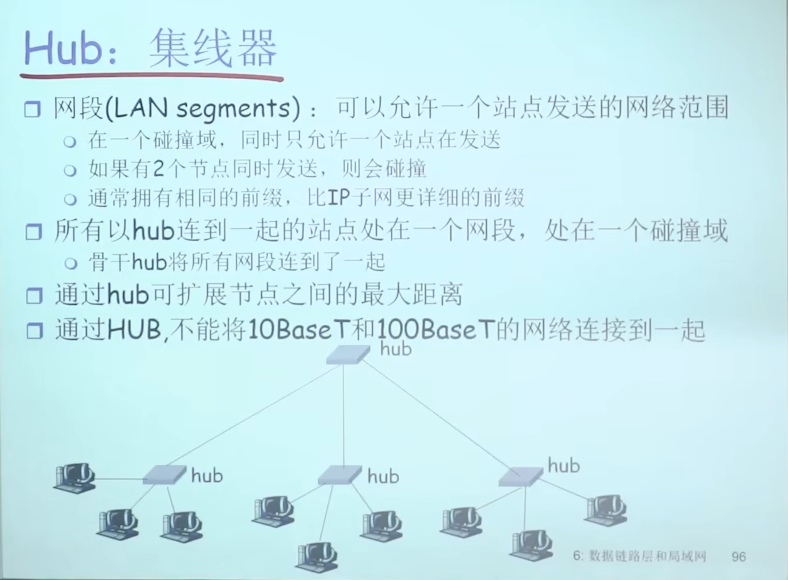 Hub：集线器
网段(LAN segments)：可以允许一个站点发送的网络范围
在一个碰撞域，同时只允许一个站点在发送
如果有2个节点同时发送，则会碰撞
通常拥有相同的前缀，比IP子网更详细的前缀
所有以hub连到一起的站点处在一个网段，处在一个碰撞域
骨干hub将所有网段连到了一起
通过hub可扩展节点之间的最大距离
通过HUB,不能将10BaseT和100BaseT的网络连接到一起
hub
hub
hub
hub
6: 数据链路层和局域网 96